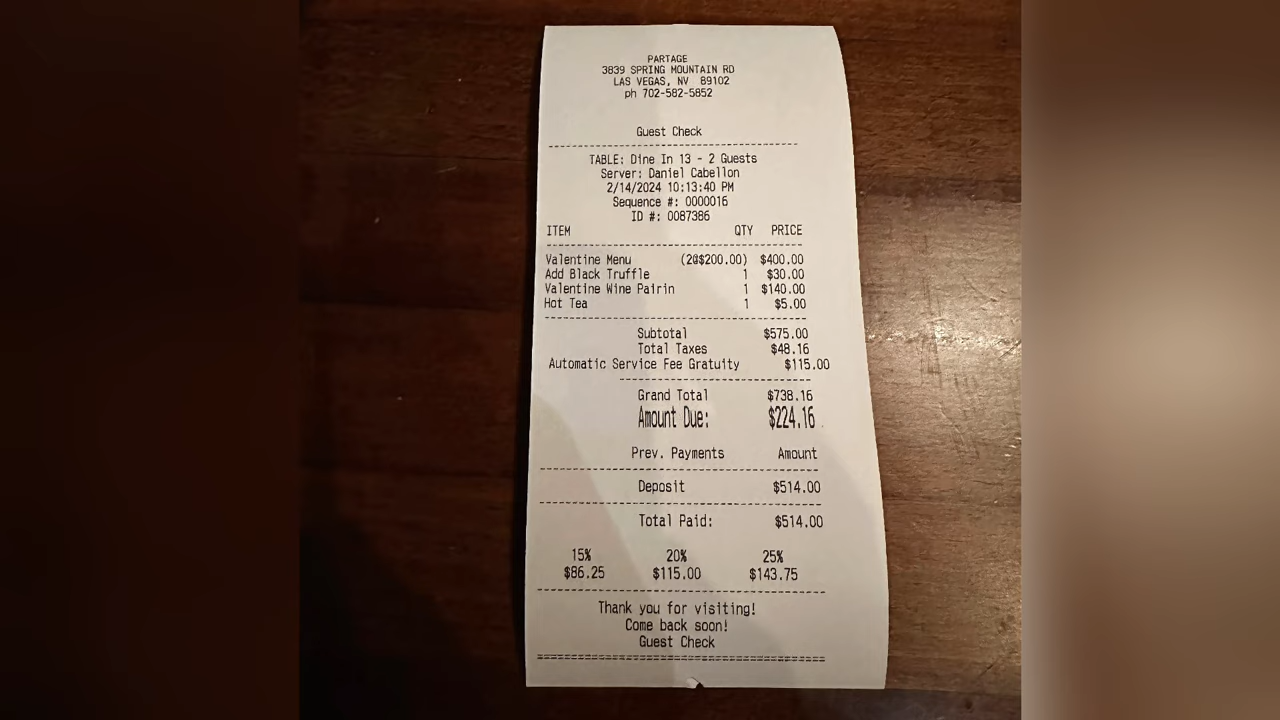 PARTAGE
3839 SPRING MOUNTAIN RD
LAS VEGAS, NV 89102
ph 702-582-5852
Guest Check
TABLE: Dine In 13 - 2 Guests
Server: Daniel Cabellon
2/14/2024 10:13:40 PM
Sequence #: 0000016
ID #: 0087386
ITEM QTY PRICE
Valentine Menu (2@$200.00) $400.00
Add Black Truffle 1 $30.00
Valentine Wine Pairin 1 $140.00
Hot Tea 1 $5.00
Subtotal $575.00
Total Taxes $48.16
Automatic Service Fee Gratuity $115.00
Grand Total $738.16
Amount Due: $224.16
Prev. Payments Amount
Deposit $514.00
Total Paid: $514.00
15% 20% 25%
$86.25 $115.00 $143.75
Thank you for visiting!
Come back soon!
Guest Check